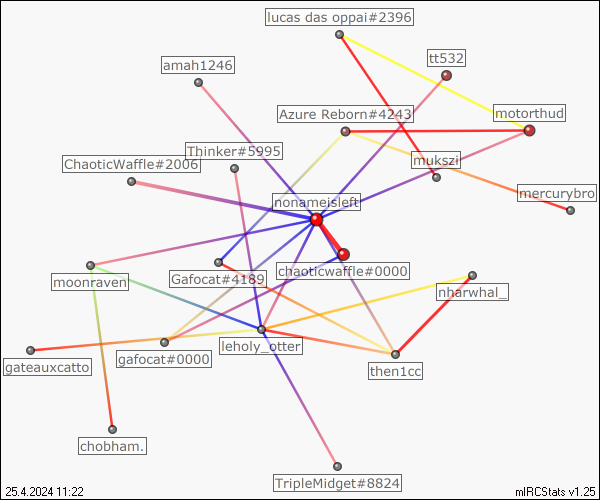 lucas das oppai#2396
amah1246
tt532
Azure Reborn#4243
motorthud
Thinker#5995
mukszi
ChaoticWaffle#2006
mercurybro
nonameisleft
chaoticwaffle#0000
moonraven
Gafocat#4189
nharwhal_
leholy_otter
gateauxcatto
gafocat#0000
then1cc
chobham.
TripleMidget#8824
25.4.2024 11:22
mIRCStats v1.25